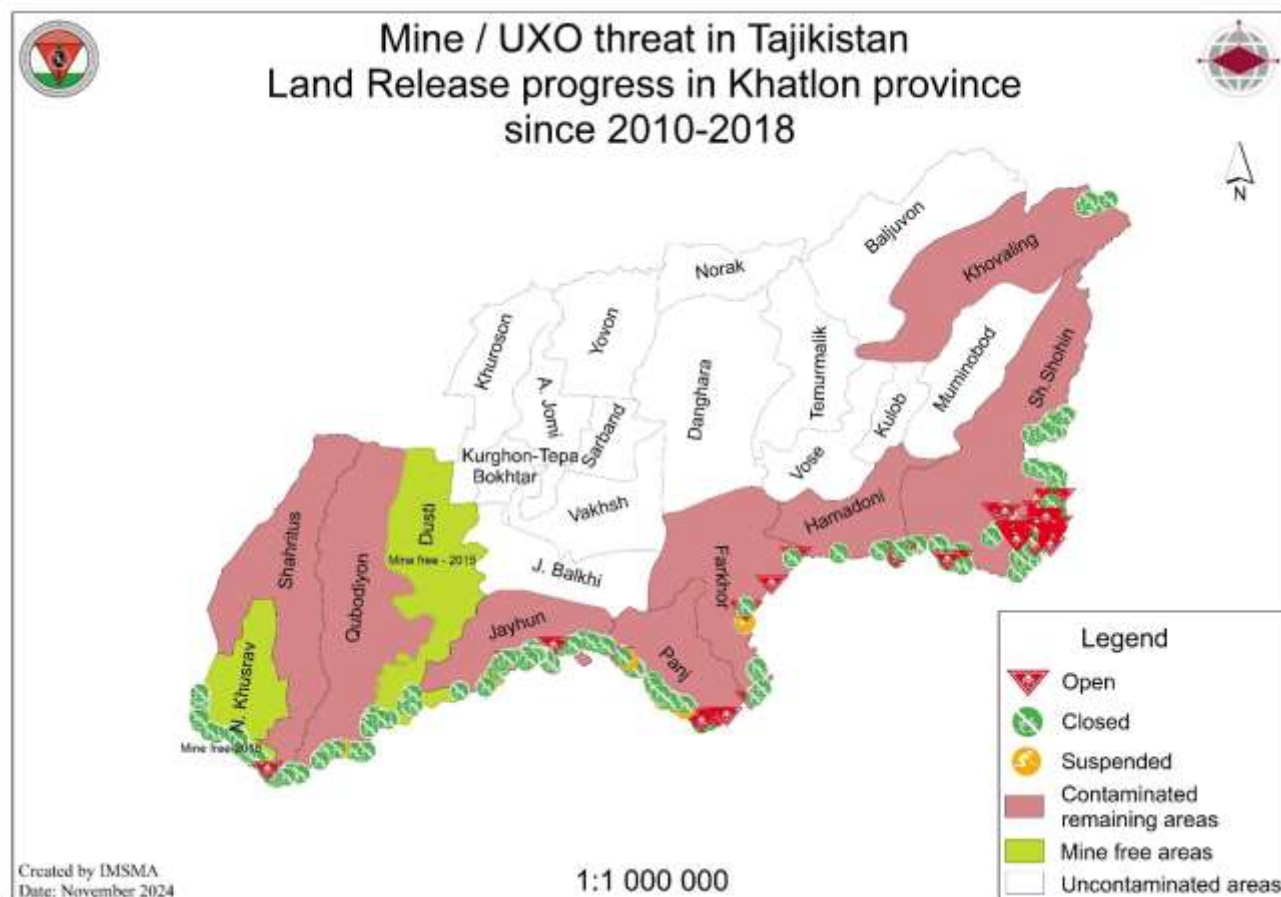 Mine / UXO threat in Tajikistan
Land Release progress in Khatlon province
since 2010-2018
N
Baljuvon
Khovaling
Norak
Yovon
Khuroson
Temurmalik
Muminobod
Sh.Shohin
A. Jomi
Sarband
Danghara
Kulob
Vose
Kurghon-Tepa
Bokhtar
Vakhsh
Hamadoni
Dusti
Mine free - 2015
Shahritus
Qubodiyon
J. Balkhi
Farkhor
Jayhun
Panj
N. Khusrav
Legend
Open
Closed
Suspended
Contaminated
remaining areas
Mine free areas
Uncontaminated areas
Created by IMSMA
Date: November 2024
1:1 000 000